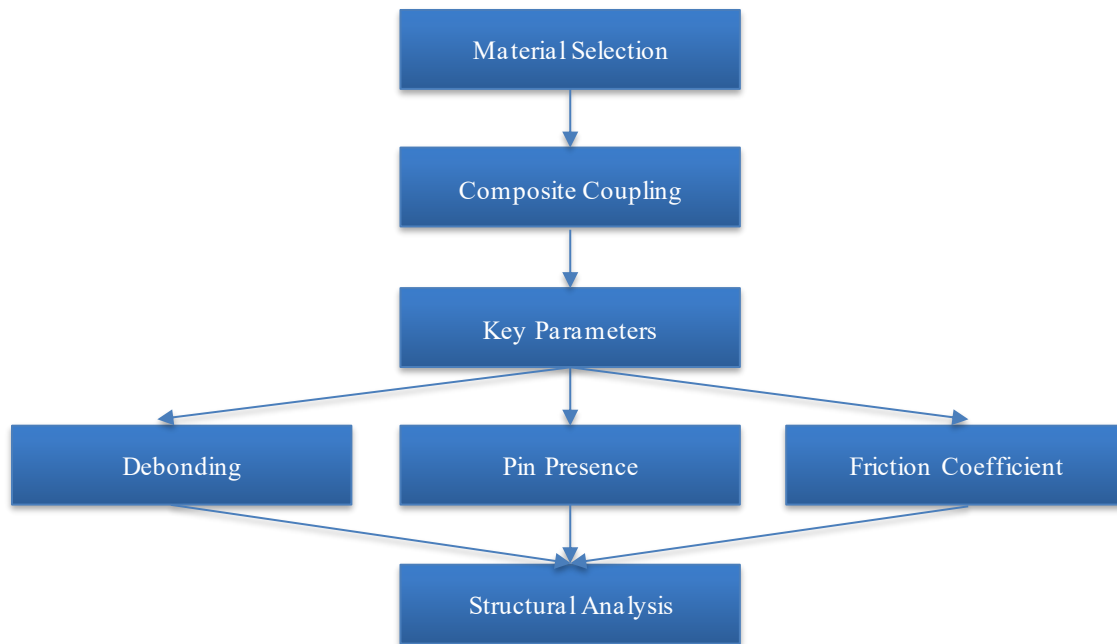 Material Selection
Composite Coupling
Key Parameters
Debonding
Pin Presence
Friction Coefficient
Structural Analysis